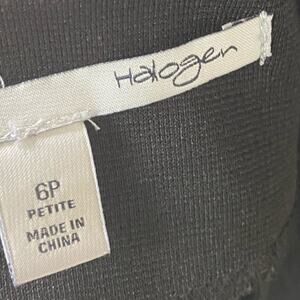 Halogen
6P
PETITE
MADE IN
CHINA